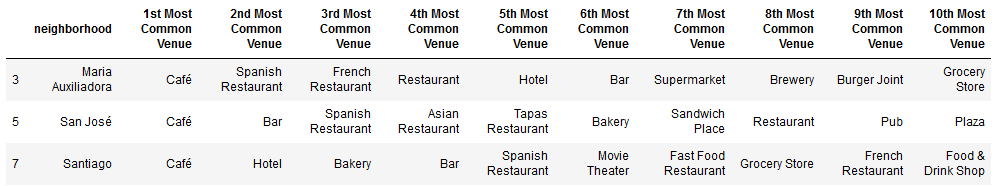 neighborhood 1st Most Common Venue 2nd Most Common Venue 3rd Most Common Venue 4th Most Common Venue 5th Most Common Venue 6th Most Common Venue 7th Most Common Venue 8th Most Common Venue 9th Most Common Venue 10th Most Common Venue
3 Maria Auxiliadora Café Spanish Restaurant French Restaurant Restaurant Hotel Bar Supermarket Brewery Burger Joint Grocery Store
5 San José Café Bar Spanish Restaurant Asian Restaurant Tapas Restaurant Bakery Sandwich Place Restaurant Pub Plaza
7 Santiago Café Hotel Bakery Bar Spanish Restaurant Movie Theater Fast Food Restaurant Grocery Store French Restaurant Food & Drink Shop